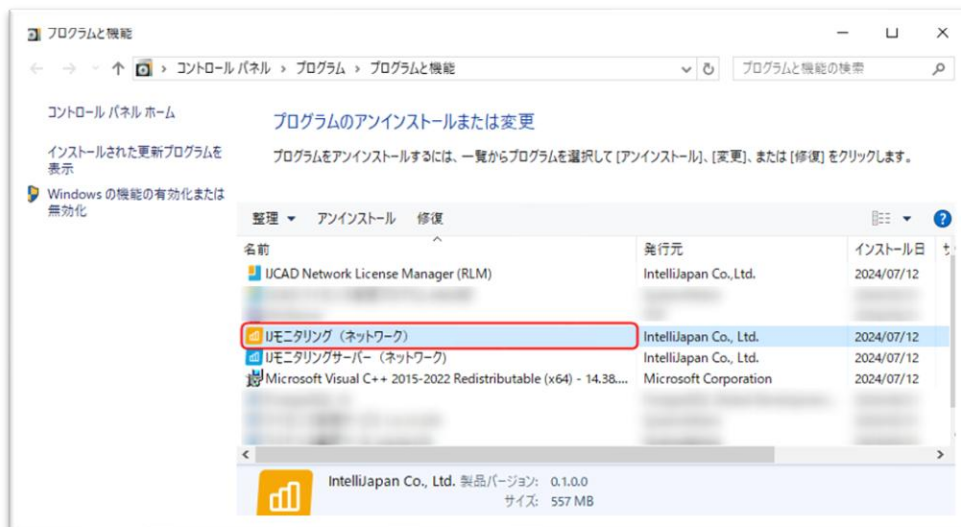 プログラムと機能
コントロール パネル › プログラム › プログラムと機能
プログラムと機能の検索
コントロール パネル ホーム
インストールされた更新プログラムを
表示
Windows の機能の有効化または
無効化
プログラムのアンインストールまたは変更
プログラムをアンインストールするには、一覧からプログラムを選択して [アンインストール]、[変更]、または [修復] をクリックします。
整理 アンインストール 修復
名前 発行元 インストール日 サ
IJCAD Network License Manager (RLM) IntelliJapan Co.,Ltd. 2024/07/12
IJモニタリング（ネットワーク） IntelliJapan Co., Ltd. 2024/07/12
IJモニタリングサーバー（ネットワーク） IntelliJapan Co., Ltd. 2024/07/12
Microsoft Visual C++ 2015-2022 Redistributable (x64) - 14.38.... Microsoft Corporation 2024/07/12
IntelliJapan Co., Ltd. 製品バージョン: 0.1.0.0
サイズ: 557 MB